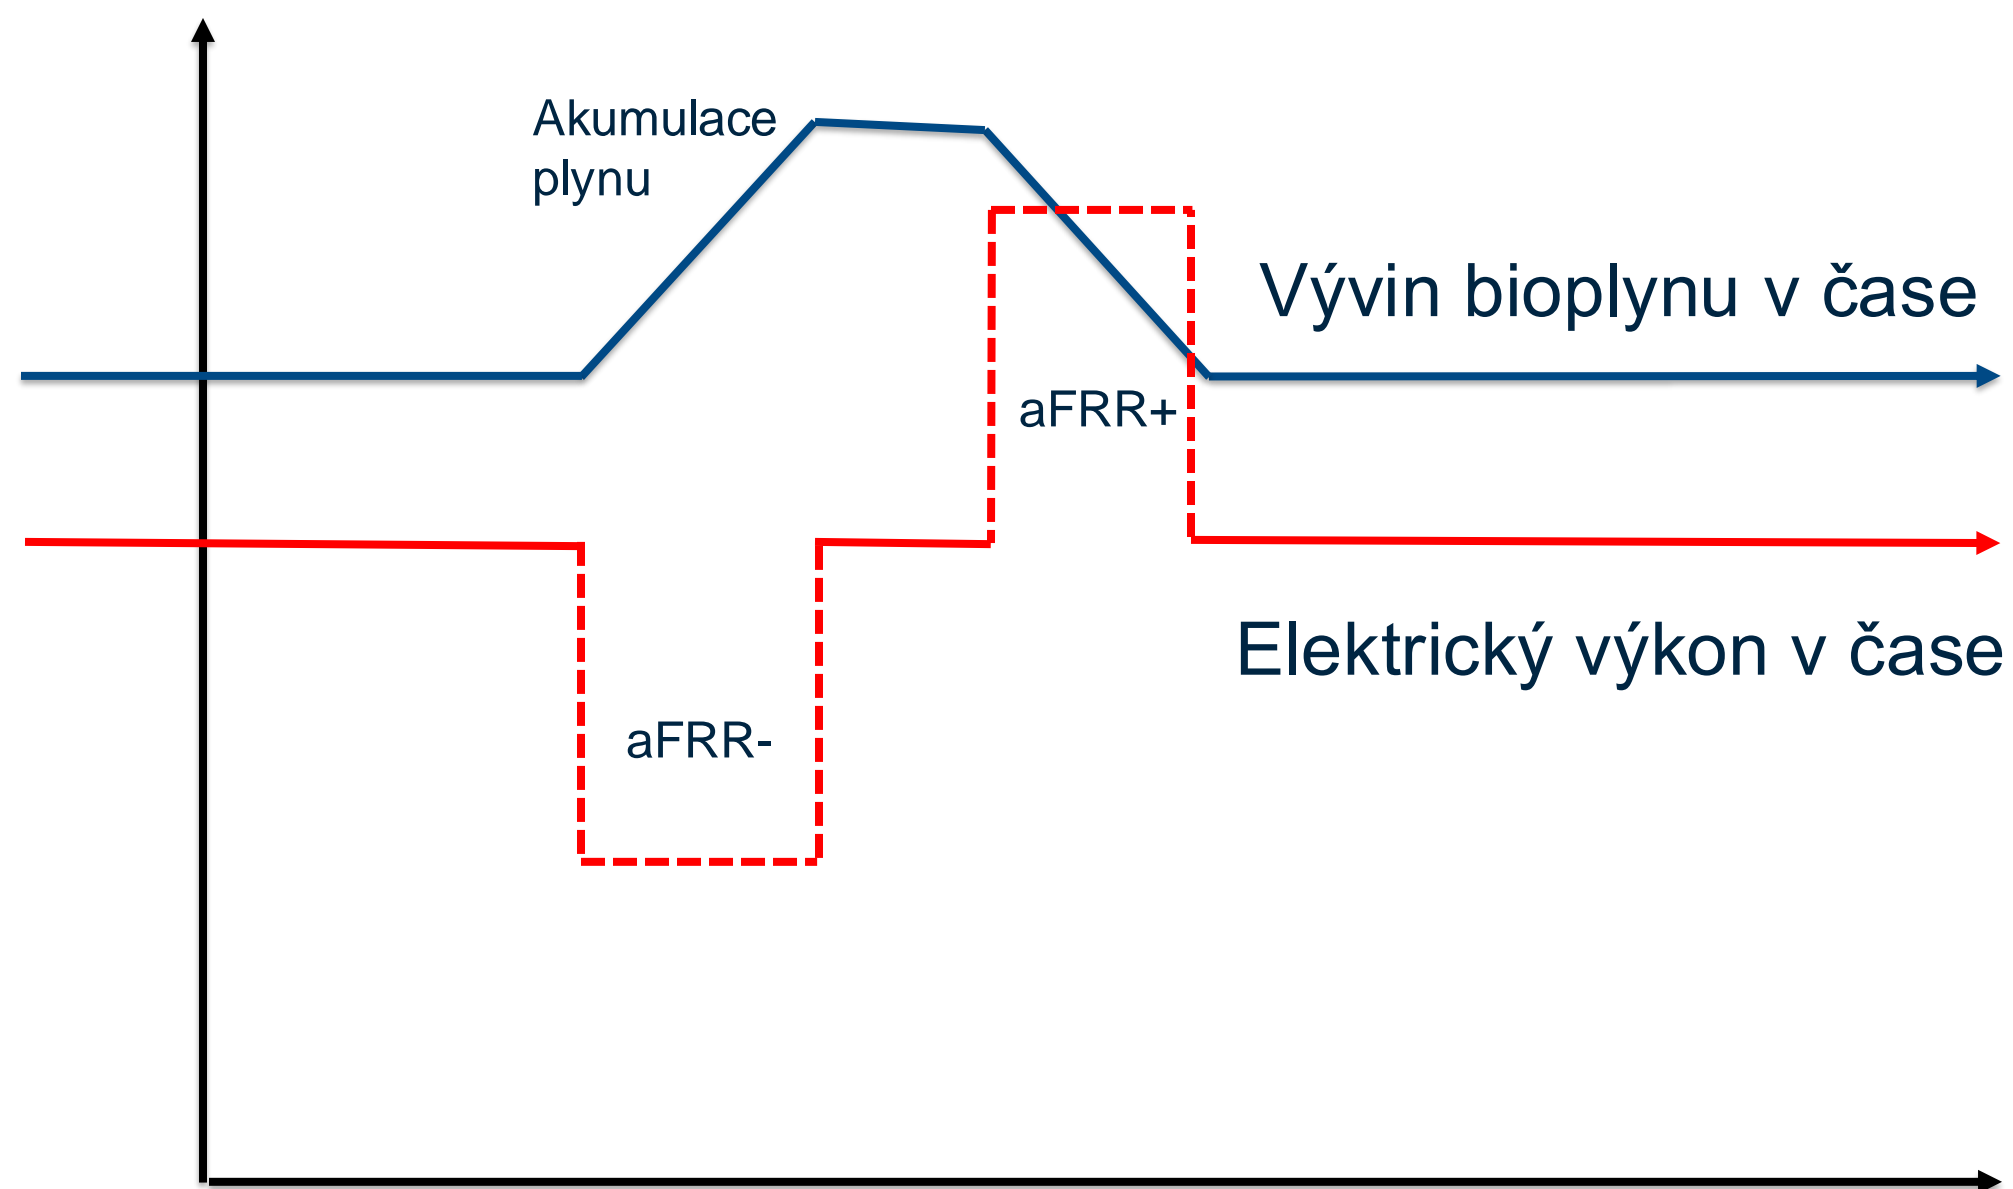 Akumulace
plynu
Vývin bioplynu v čase
aFRR+
Elektrický výkon v čase
aFRR-